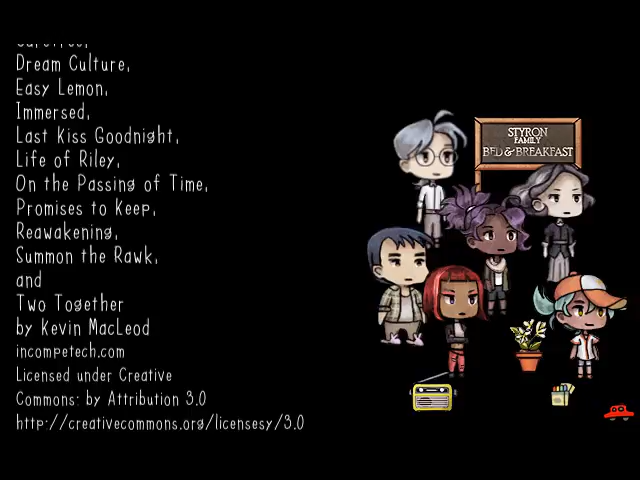 Dream Culture,
Easy Lemon,
Immersed,
Last Kiss Goodnight,
Life of Riley,
On the Passing of Time,
Promises to Keep,
Reawakening,
Summon the Rawk,
and
Two Together
by Kevin MacLeod
incompetech.com
Licensed under Creative
Commons: by Attribution 3.0
http://creativecommons.org/licensesy/3.0
STYRON
FAMILY
BED & BREAKFAST